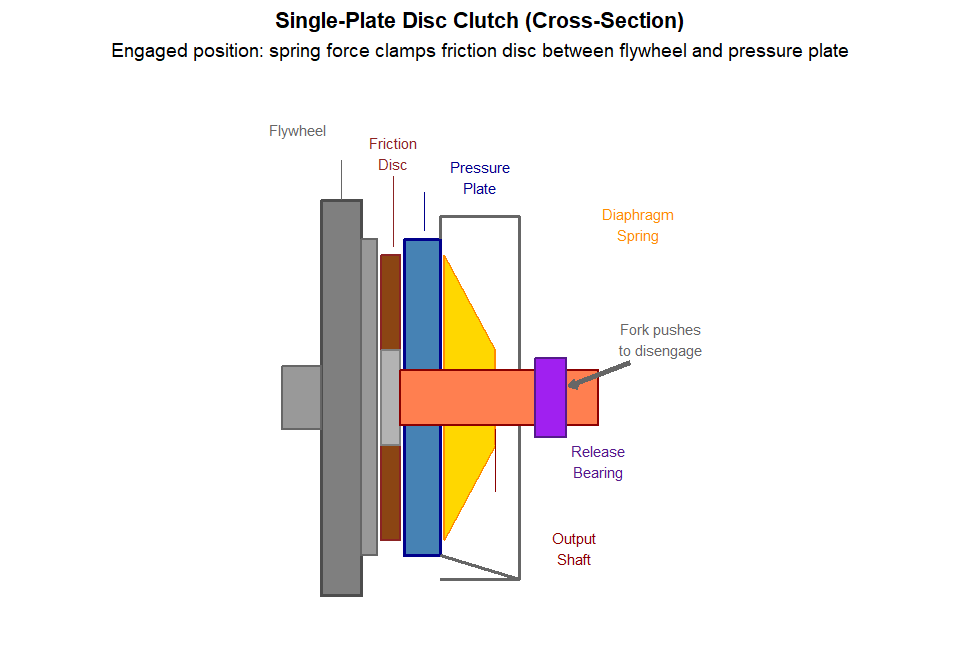 Single-Plate Disc Clutch (Cross-Section)
Engaged position: spring force clamps friction disc between flywheel and pressure plate
Flywheel
Friction
Disc
Pressure
Plate
Diaphragm
Spring
Fork pushes
to disengage
Release
Bearing
Output
Shaft